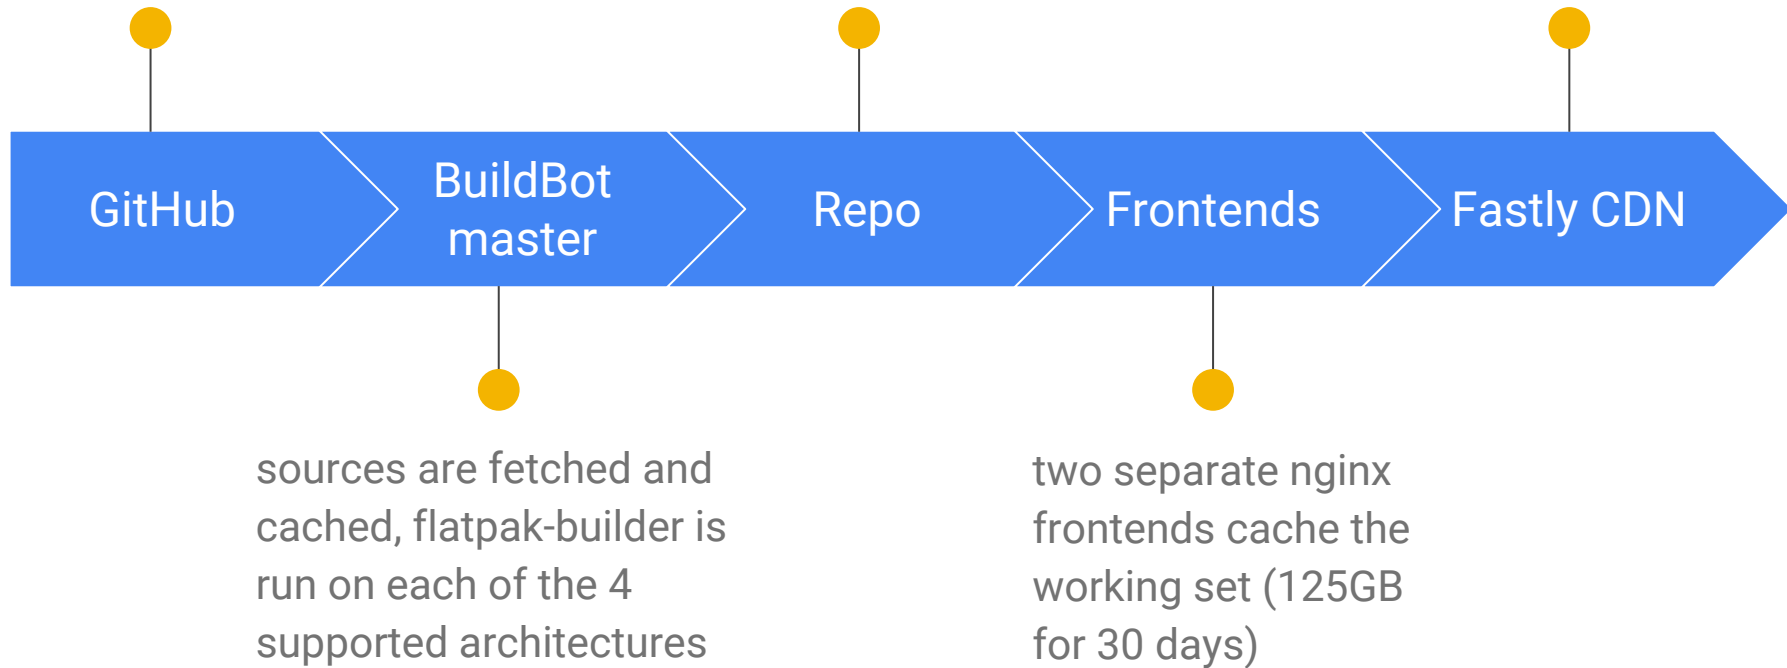 GitHub
BuildBot
master
Repo
Frontends
Fastly CDN
sources are fetched and
cached, flatpak-builder is
run on each of the 4
supported architectures
two separate nginx
frontends cache the
working set (125GB
for 30 days)